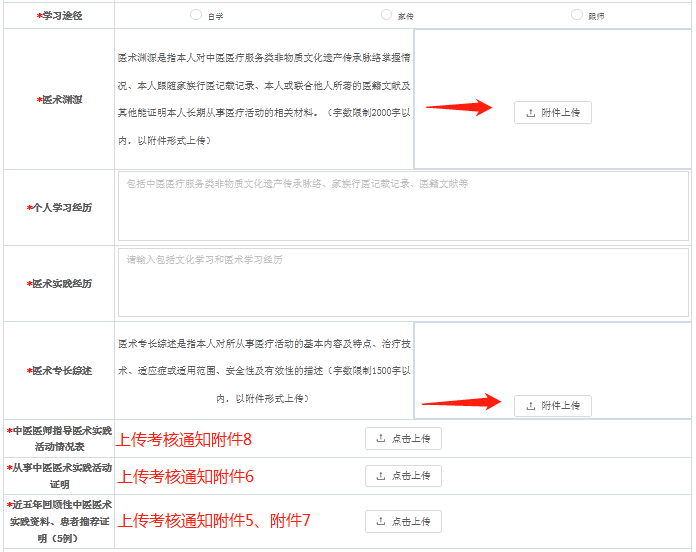 *学习途径
自学
家传
跟师
*医术渊源
医术渊源是指本人对中医医疗服务类非物质文化遗产传承脉络掌握情
况、本人跟随家族行医记载记录、本人或联合他人所著的医籍文献及
其他能证明本人长期从事医疗活动的相关材料。（字数限制2000字以
内，以附件形式上传）
附件上传
*个人学习经历
包括中医医疗服务类非物质文化遗产传承脉络、家族行医记载记录、医籍文献等
*医术实践经历
请输入包括文化学习和医术学习经历
*医术专长综述
医术专长综述是指本人对所从事医疗活动的基本内容及特点、治疗技
术、适应症或适用范围、安全性及有效性的描述（字数限制1500字以
内，以附件形式上传）
附件上传
*中医医师指导医术实践
活动情况表
上传考核通知附件8
点击上传
*从事中医医术实践活动
证明
上传考核通知附件6
点击上传
*近五年回顾性中医医术
实践资料、患者推荐证
明（5例）
上传考核通知附件5、附件7
点击上传